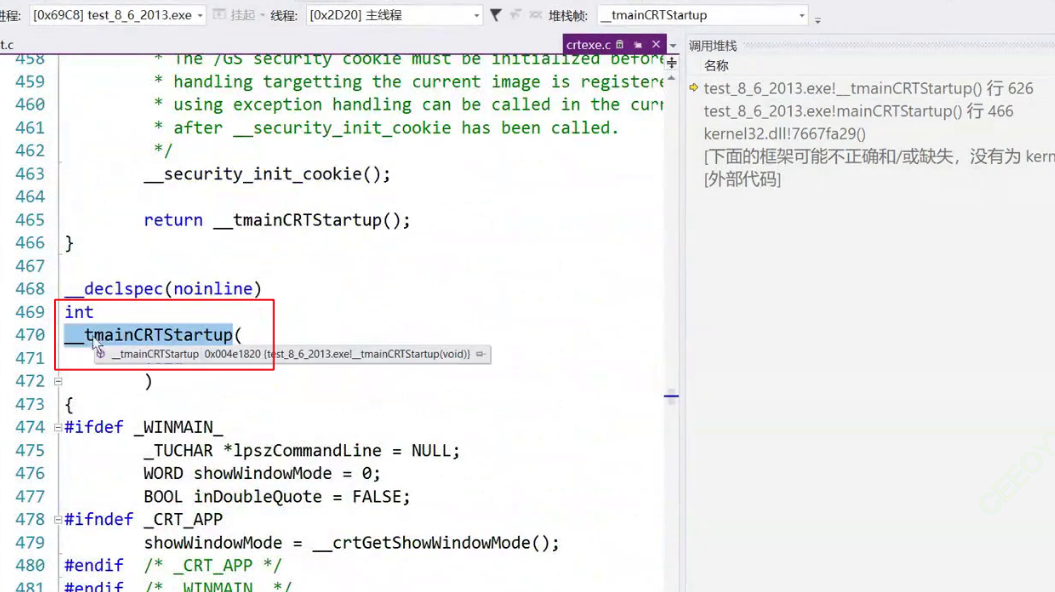 进程: [0x69C8] test_8_6_2013.exe 挂起 线程: [0x2D20] 主线程 堆栈帧: __tmainCRTStartup
t.c crtexe.c 调用堆栈
名称
458 * The /GS security cookie must be initialized before
459 * handling targetting the current image is registere
460 * using exception handling can be called in the curr
461 * after __security_init_cookie has been called.
462 */
463 __security_init_cookie();
464
465 return __tmainCRTStartup();
466 }
467
468 __declspec(noinline)
469 int
470 __tmainCRTStartup(
__tmainCRTStartup 0x004e1820 {test_8_6_2013.exe!__tmainCRTStartup(void)}
471
472 )
473 {
474 #ifdef _WINMAIN_
475 _TUCHAR *lpszCommandLine = NULL;
476 WORD showWindowMode = 0;
477 BOOL inDoubleQuote = FALSE;
478 #ifndef _CRT_APP
479 showWindowMode = __crtGetShowWindowMode();
480 #endif /* _CRT_APP */
481 #endif /* _WINMAIN_ */
test_8_6_2013.exe!__tmainCRTStartup() 行 626
test_8_6_2013.exe!mainCRTStartup() 行 466
kernel32.dll!7667fa29()
[下面的框架可能不正确和/或缺失，没有为 kern
[外部代码]